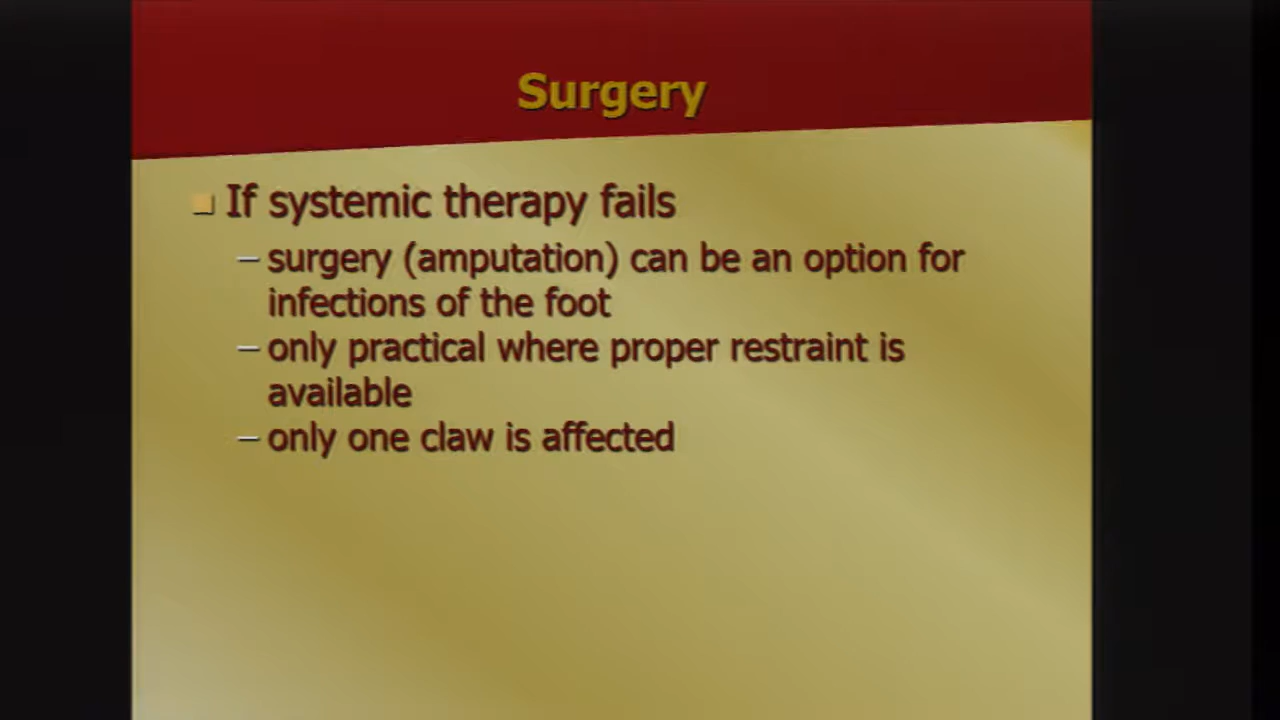 Surgery
If systemic therapy fails
– surgery (amputation) can be an option for
infections of the foot
– only practical where proper restraint is
available
– only one claw is affected